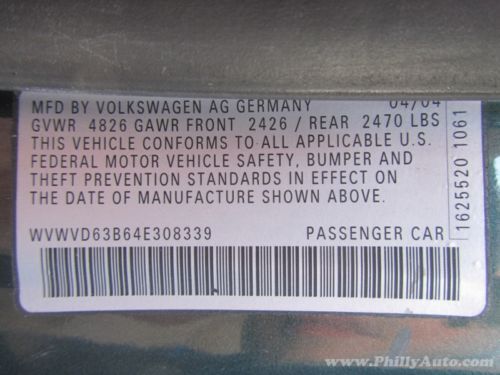 MFD BY VOLKSWAGEN AG GERMANY 04/04
GVWR 4826 GAWR FRONT 2426 / REAR 2470 LBS
THIS VEHICLE CONFORMS TO ALL APPLICABLE U.S.
FEDERAL MOTOR VEHICLE SAFETY, BUMPER AND
THEFT PREVENTION STANDARDS IN EFFECT ON
THE DATE OF MANUFACTURE SHOWN ABOVE.
WVWVD63B64E308339 PASSENGER CAR
1625520 1061
www.PhillyAuto.com